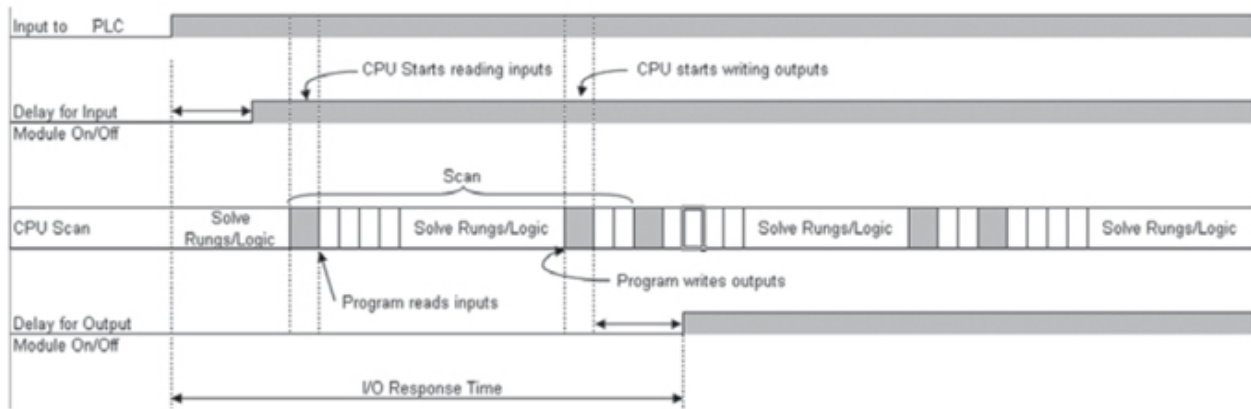 Input to PLC
CPU Starts reading inputs
CPU starts writing outputs
Delay for Input
Module On/Off
Scan
CPU Scan
Solve
Rungs/Logic
Solve Rungs/Logic
Solve Rungs/Logic
Solve Rungs/Logic
Program reads inputs
Program writes outputs
Delay for Output
Module On/Off
I/O Response Time